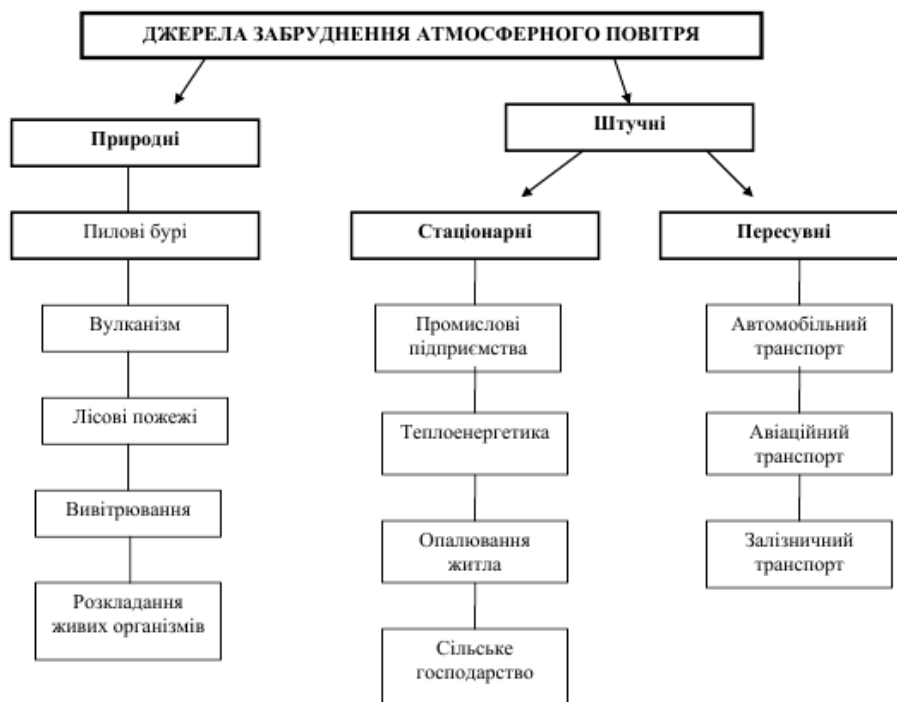 ДЖЕРЕЛА ЗАБРУДНЕННЯ АТМОСФЕРНОГО ПОВІТРЯ
Природні
Штучні
Пилові бурі
Стаціонарні
Пересувні
Вулканізм
Промислові
підприємства
Автомобільний
транспорт
Лісові пожежі
Теплоенергетика
Авіаційний
транспорт
Вивітрювання
Опалювання
житла
Залізничний
транспорт
Розкладання
живих організмів
Сільське
господарство